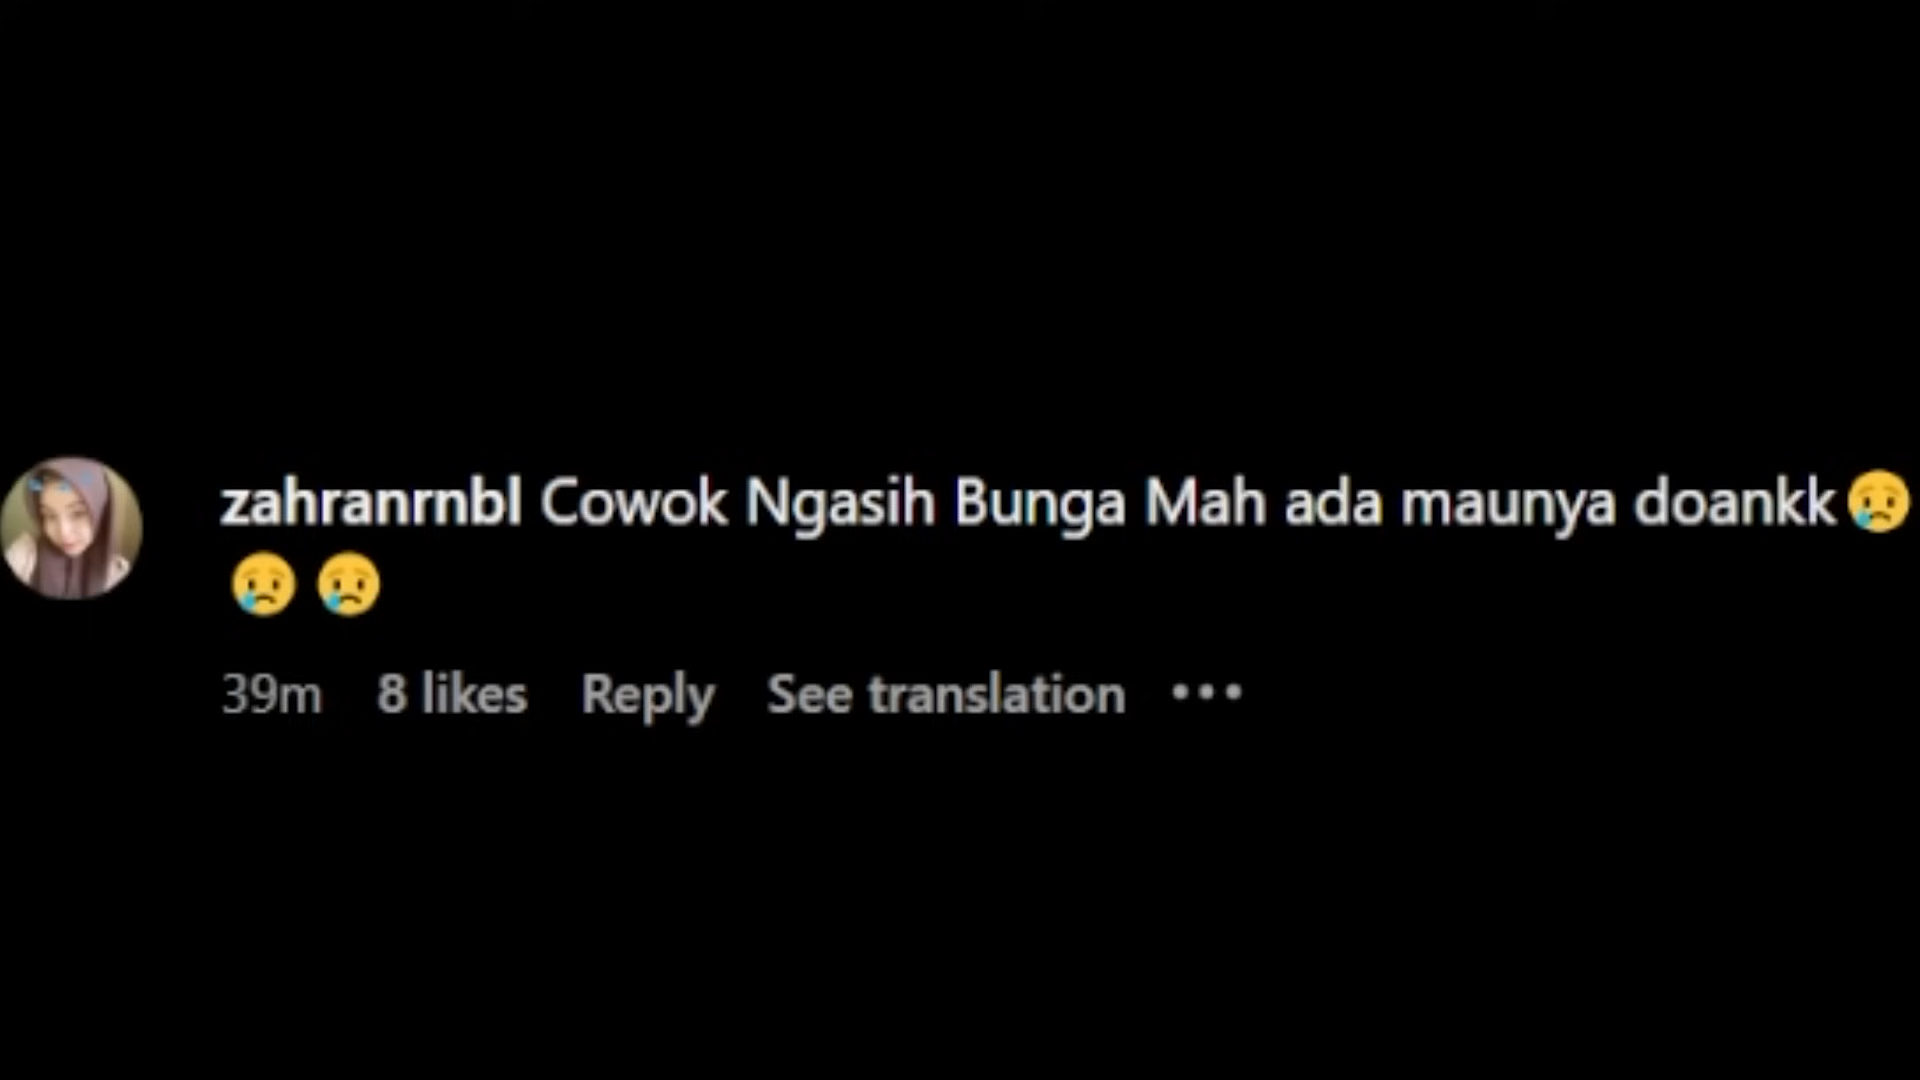 zahranrnbl Cowok Ngasih Bunga Mah ada maunya doankk😢
😢 😢
39m 8 likes Reply See translation •••